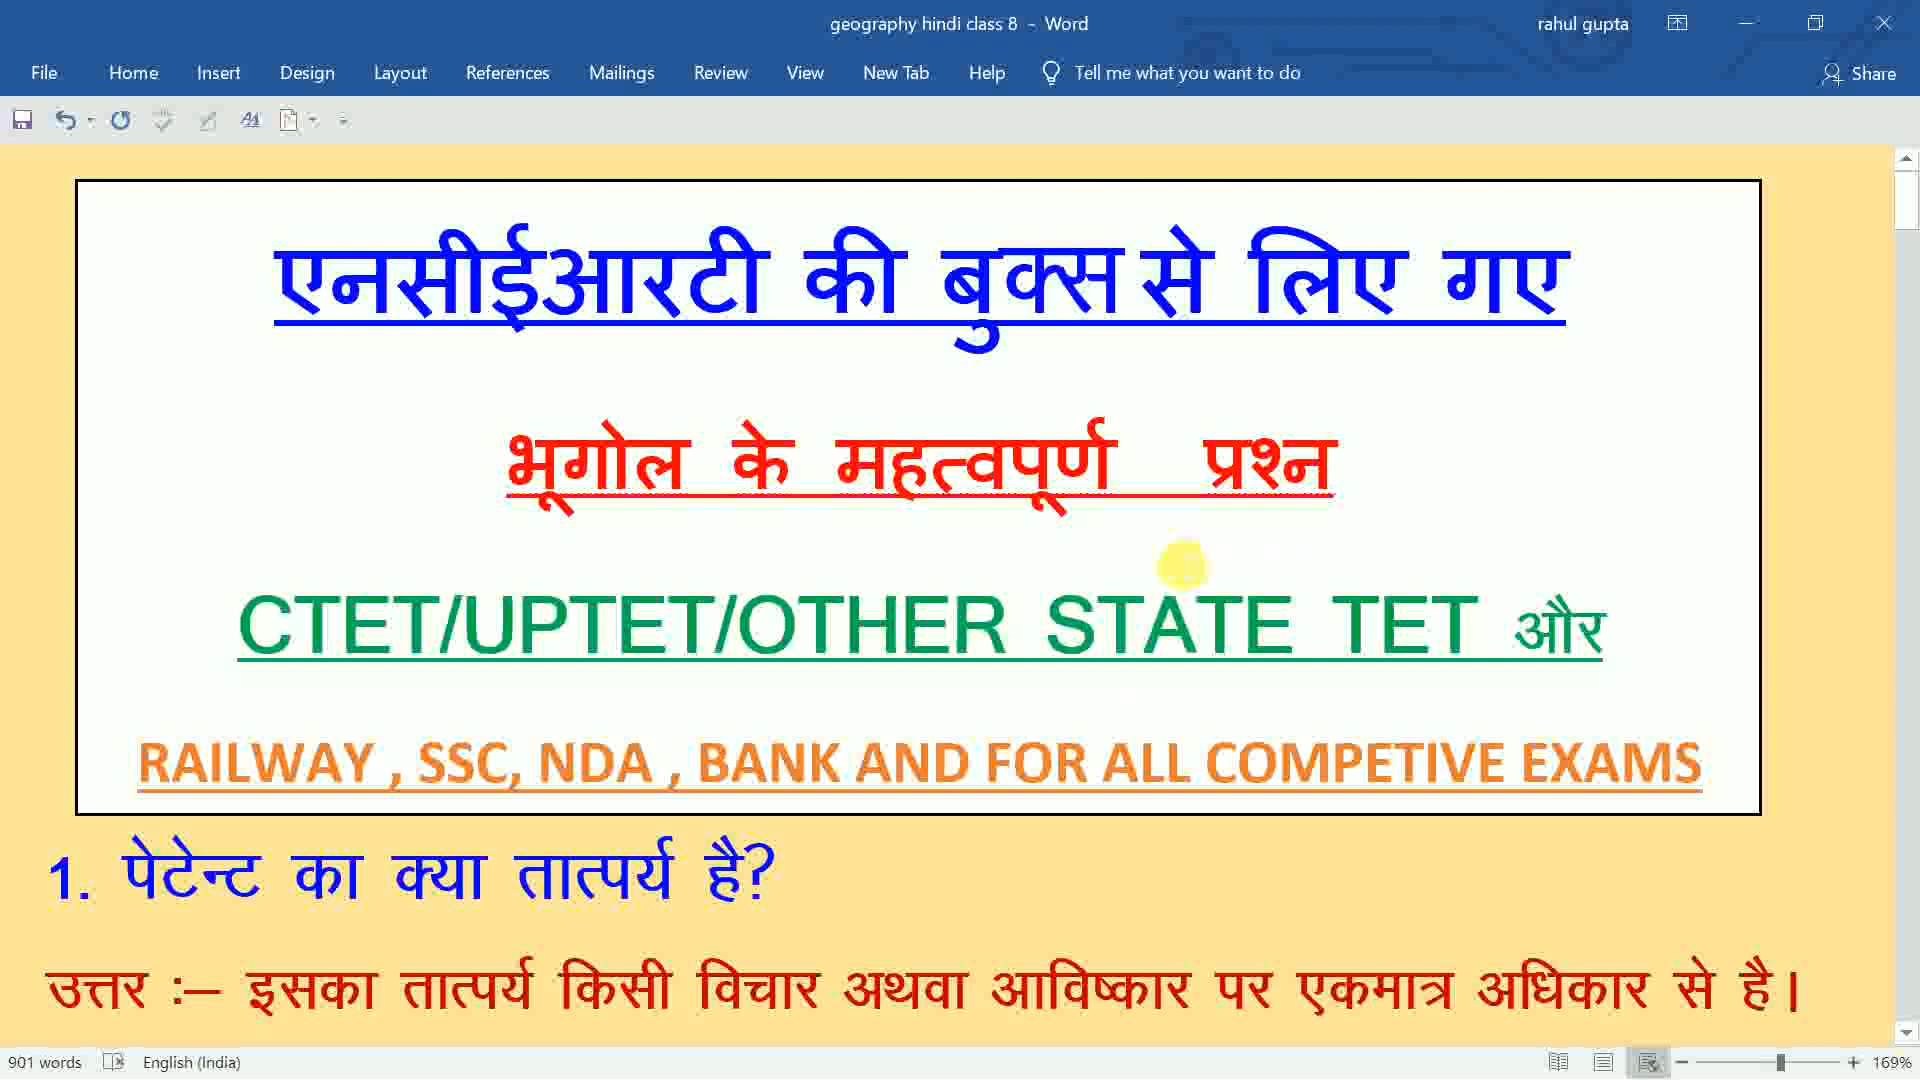 geography hindi class 8 - Word
rahul gupta
File Home Insert Design Layout References Mailings Review View New Tab Help Tell me what you want to do Share
एनसीईआरटी की बुक्स से लिए गए
भूगोल के महत्वपूर्ण प्रश्न
CTET/UPTET/OTHER STATE TET और
RAILWAY , SSC, NDA , BANK AND FOR ALL COMPETIVE EXAMS
1. पेटेन्ट का क्या तात्पर्य है?
उत्तर :– इसका तात्पर्य किसी विचार अथवा आविष्कार पर एकमात्र अधिकार से है।
901 words English (India) 169%